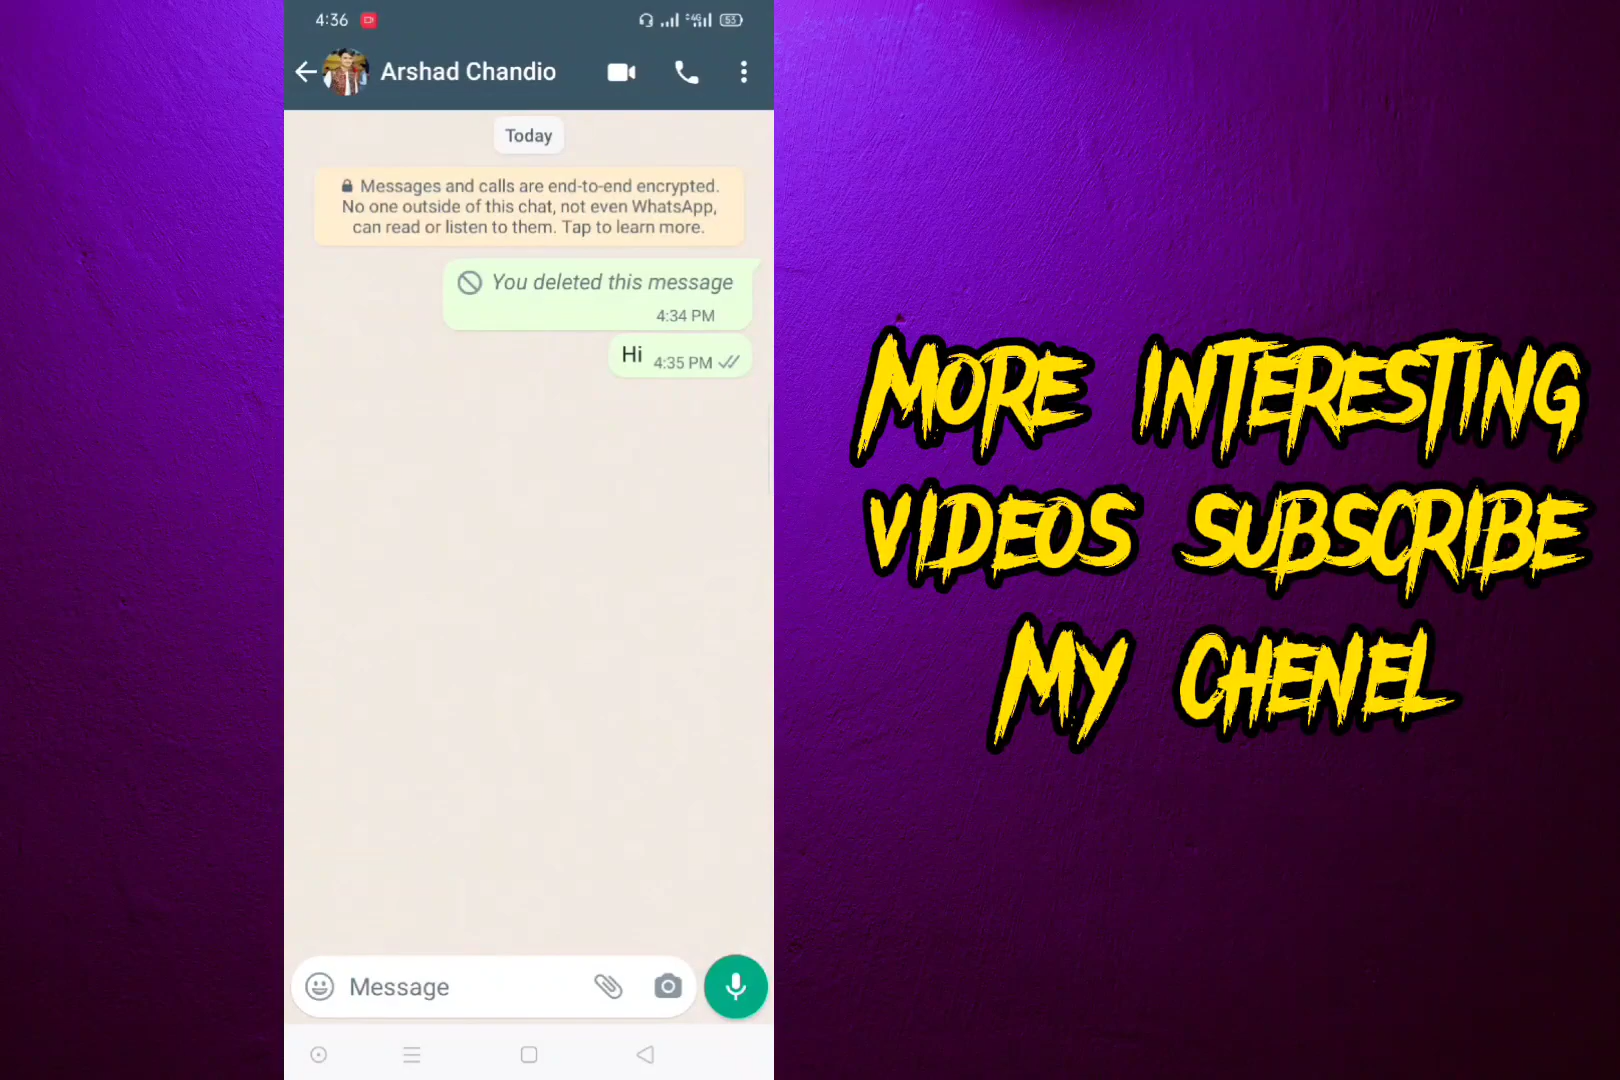 4:36
4G
53
Arshad Chandio
Today
Messages and calls are end-to-end encrypted.
No one outside of this chat, not even WhatsApp,
can read or listen to them. Tap to learn more.
You deleted this message
4:34 PM
Hi 4:35 PM
Message
MORE INTERESTING
VIDEOS SUBSCRIBE
MY CHENEL